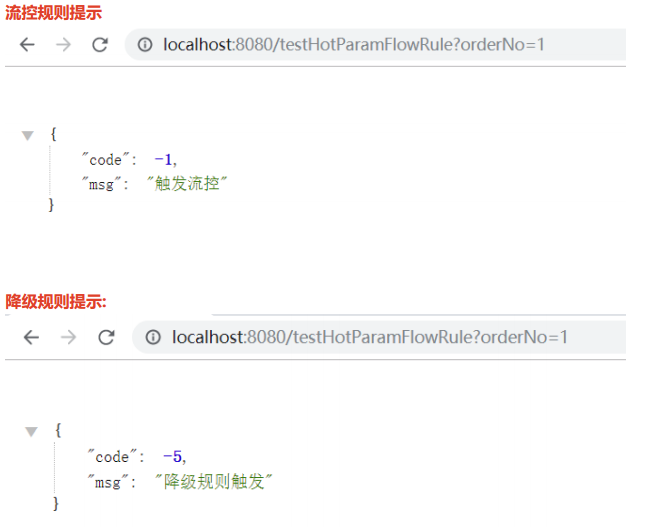 流控规则提示
localhost:8080/testHotParamFlowRule?orderNo=1
{
"code": -1,
"msg": "触发流控"
}
降级规则提示:
localhost:8080/testHotParamFlowRule?orderNo=1
{
"code": -5,
"msg": "降级规则触发"
}